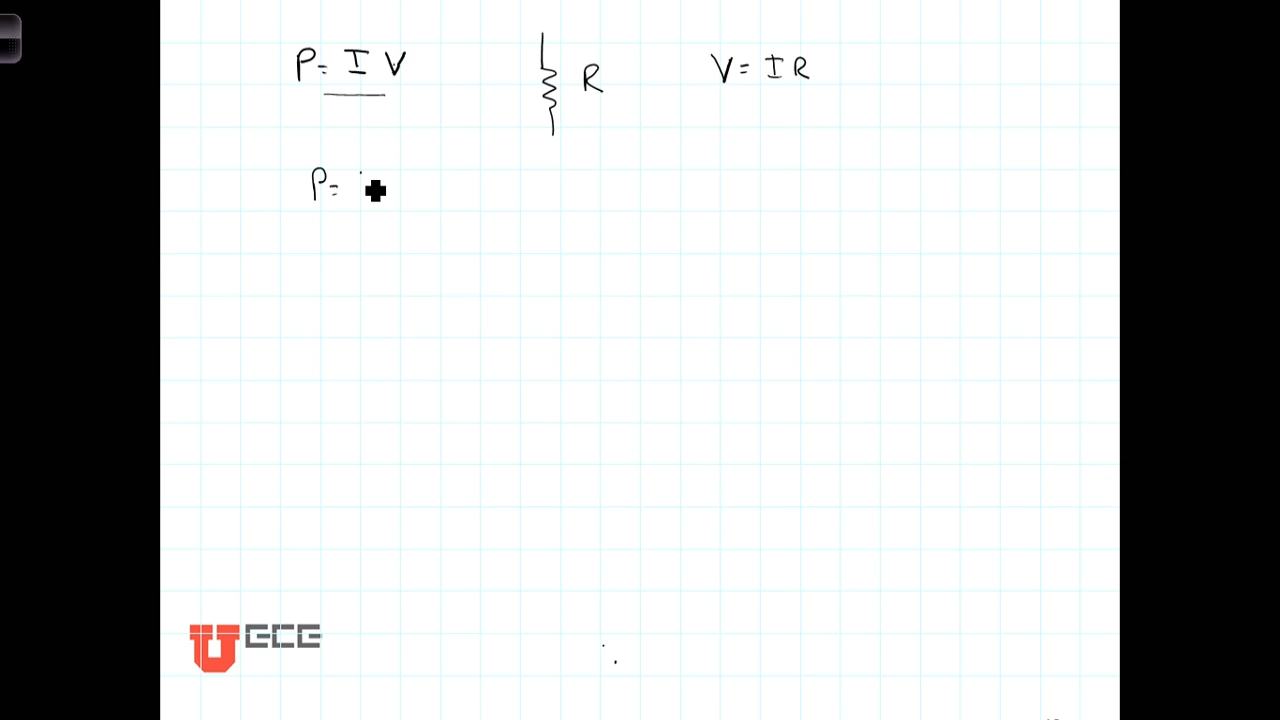 P= I V
R
V= I R
P=
U ECE